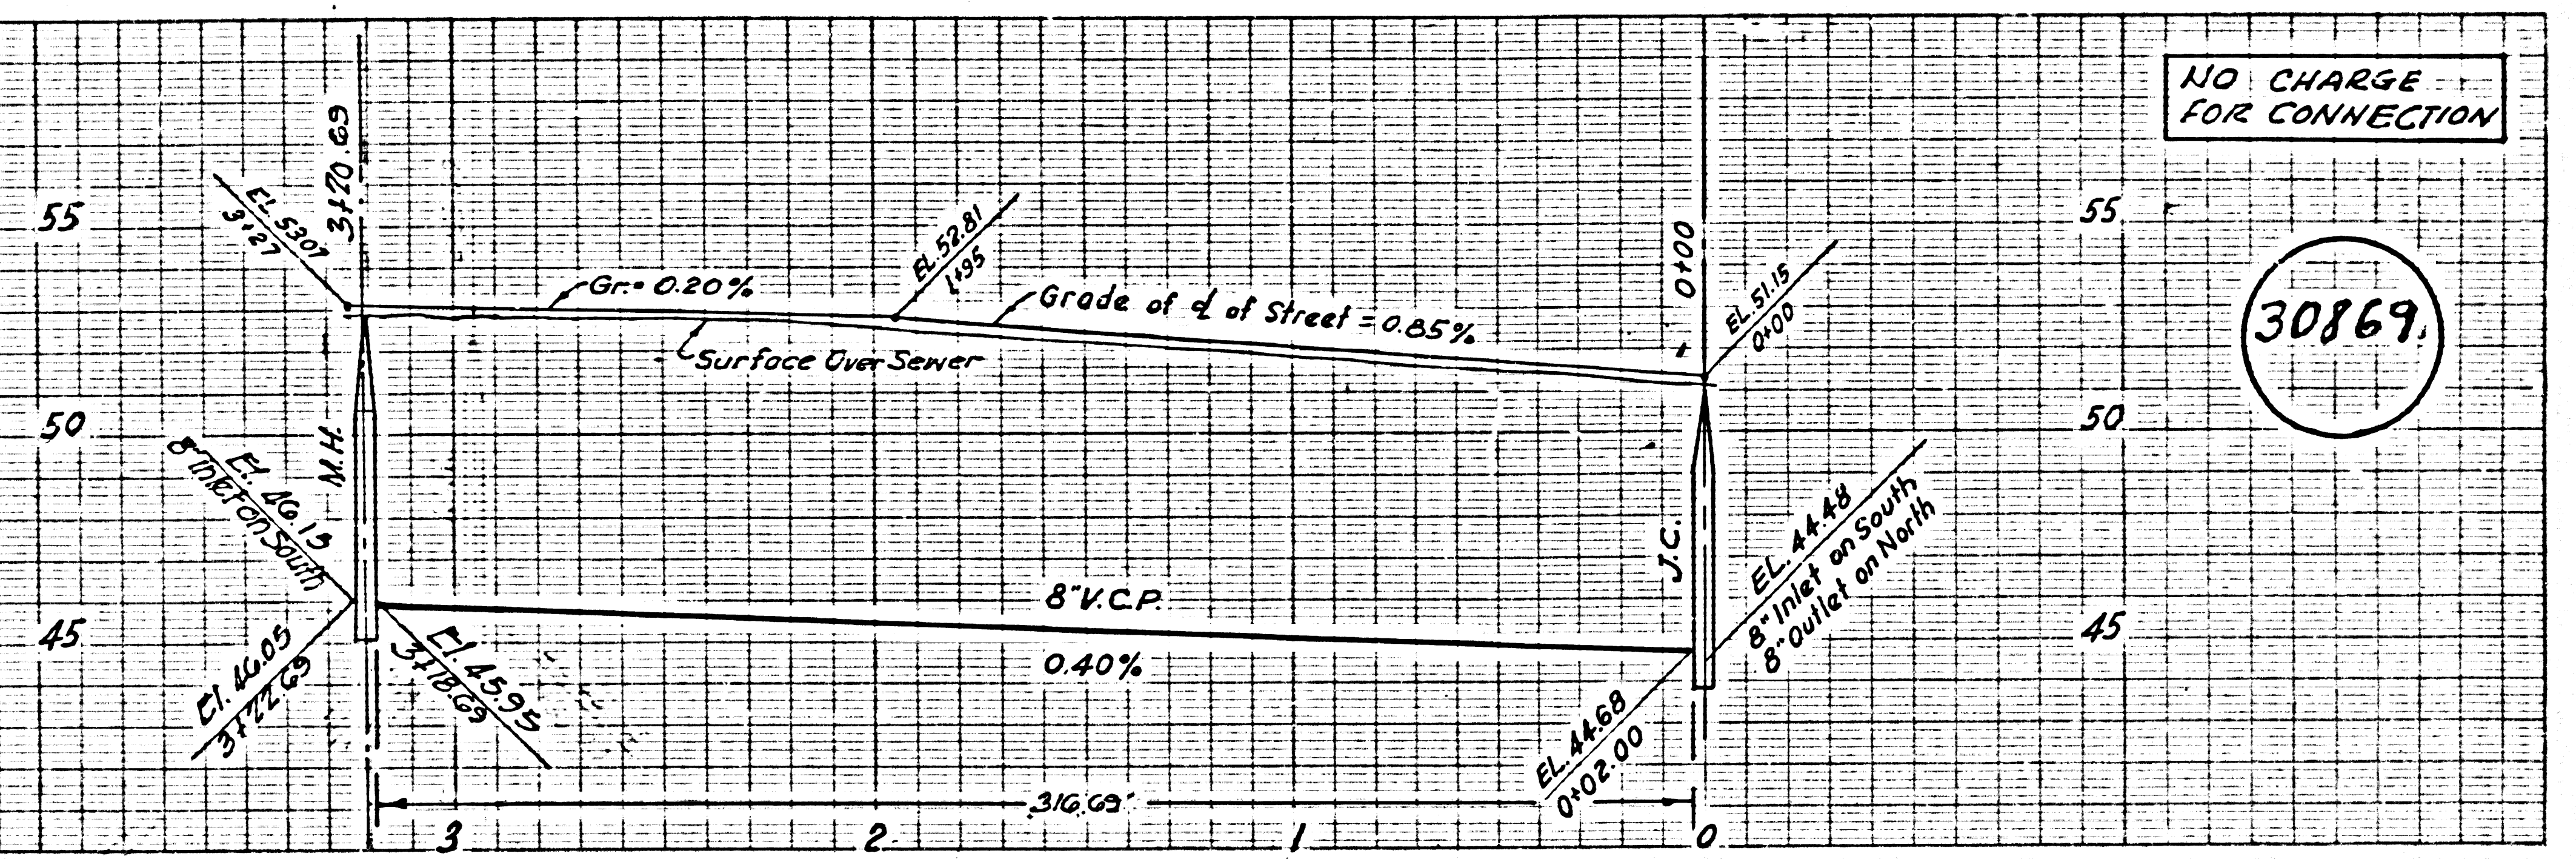 NO CHARGE
FOR CONNECTION
30869
55
50
45
EL. 5307
3+27
3+20.69
Gr.= 0.20%
EL. 52.81
1+95
Grade of ℄ of Street = 0.85%
Surface Over Sewer
0+00
EL. 51.15
0+00
55
50
45
M.H.
El. 46.15
8" Inlet on South
El. 46.05
3+22.69
El. 45.95
3+18.69
8" V.C.P.
0.40%
J.C.
EL. 44.48
8" Inlet on South
8" Outlet on North
EL. 44.68
0+02.00
316.69'
3 2 1 0